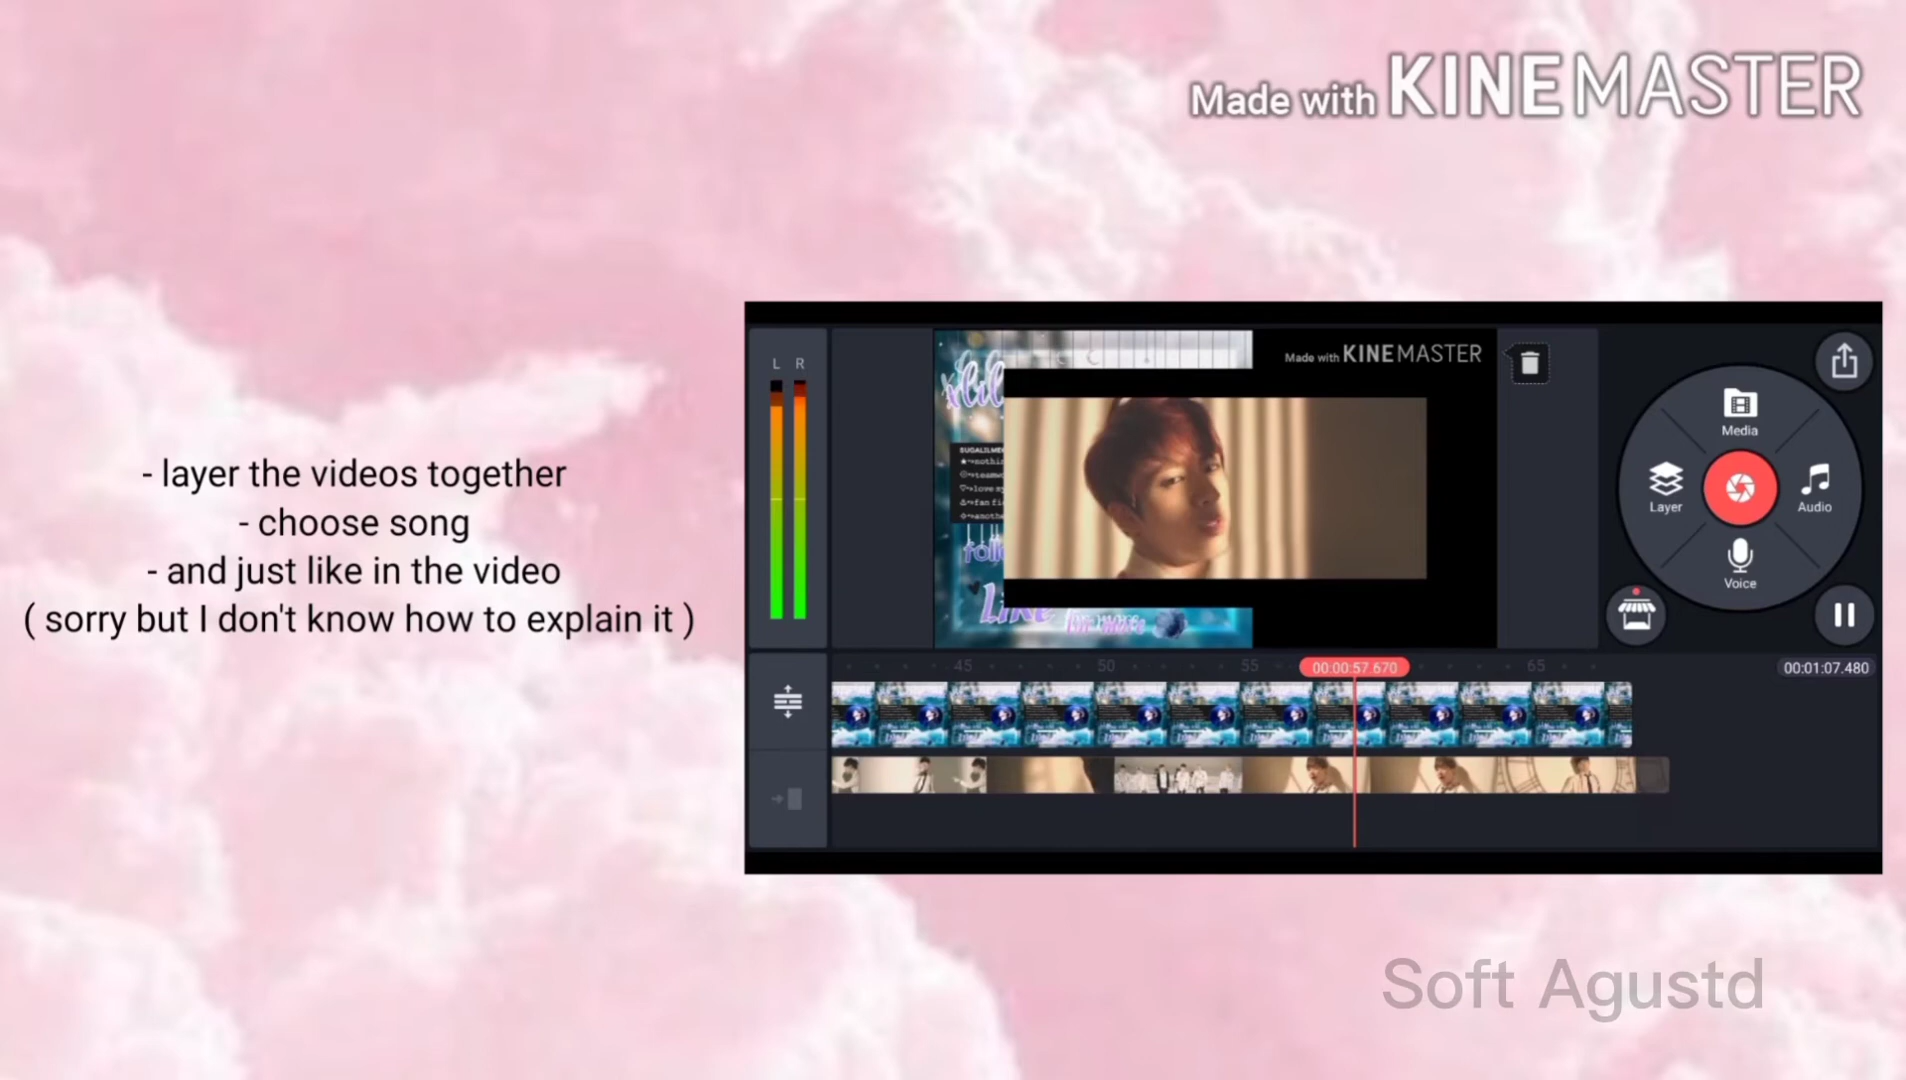 Made with KINEMASTER
- layer the videos together
- choose song
- and just like in the video
( sorry but I don't know how to explain it )
L R
Made with KINEMASTER
SUGALILME
Like
Media
Layer
Audio
Voice
45 50 55 00:00:57.670 65 00:01:07.480
Soft Agustd